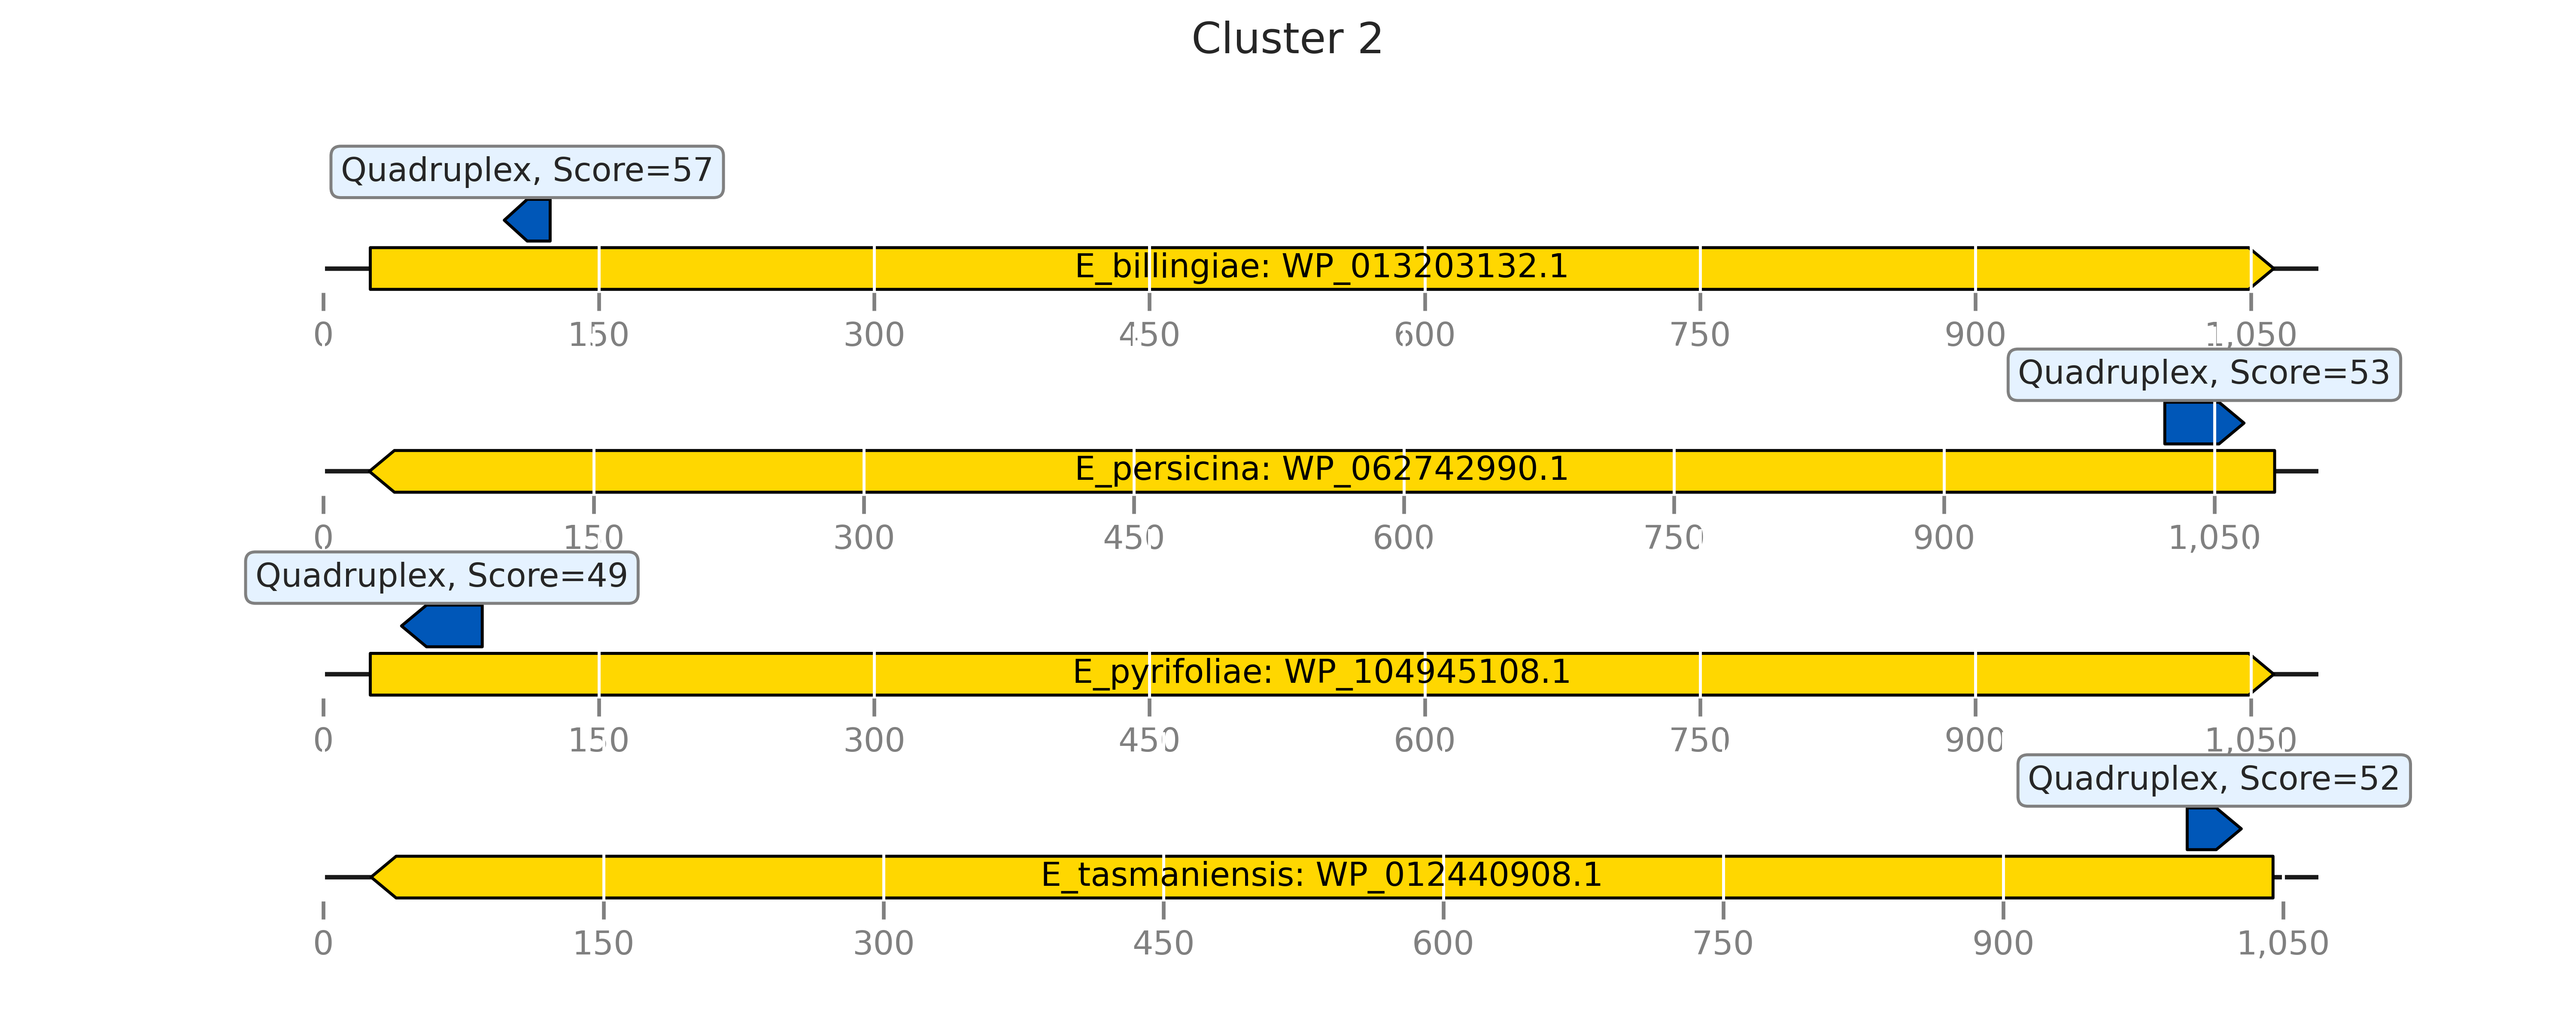 Cluster 2
Quadruplex, Score=57
E_billingiae: WP_013203132.1
0 150 300 450 600 750 900 1,050
Quadruplex, Score=53
E_persicina: WP_062742990.1
0 150 300 450 600 750 900 1,050
Quadruplex, Score=49
E_pyrifoliae: WP_104945108.1
0 150 300 450 600 750 900 1,050
Quadruplex, Score=52
E_tasmaniensis: WP_012440908.1
0 150 300 450 600 750 900 1,050